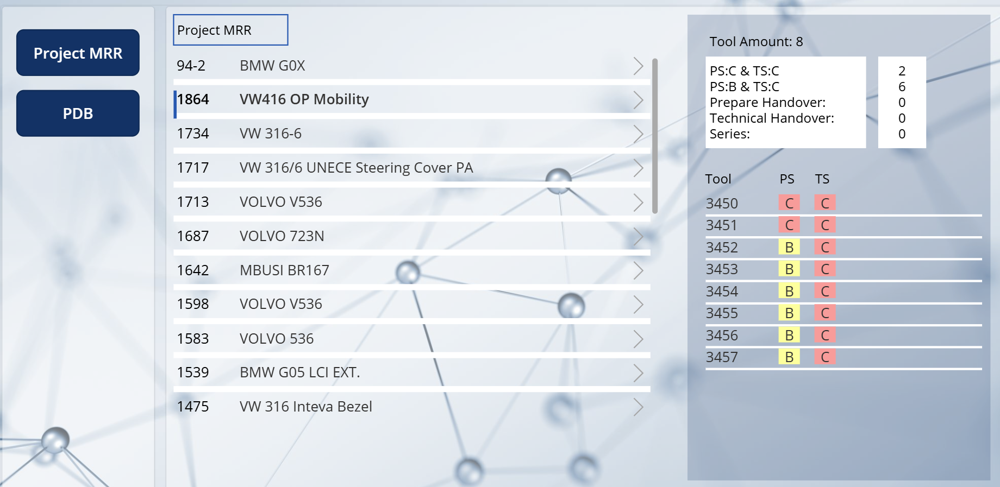 Project MRR
PDB
Project MRR
94-2 BMW G0X
1864 VW416 OP Mobility
1734 VW 316-6
1717 VW 316/6 UNECE Steering Cover PA
1713 VOLVO V536
1687 VOLVO 723N
1642 MBUSI BR167
1598 VOLVO V536
1583 VOLVO 536
1539 BMW G05 LCI EXT.
1475 VW 316 Inteva Bezel
Tool Amount: 8
PS:C & TS:C 2
PS:B & TS:C 6
Prepare Handover: 0
Technical Handover: 0
Series: 0
Tool PS TS
3450 C C
3451 C C
3452 B C
3453 B C
3454 B C
3455 B C
3456 B C
3457 B C